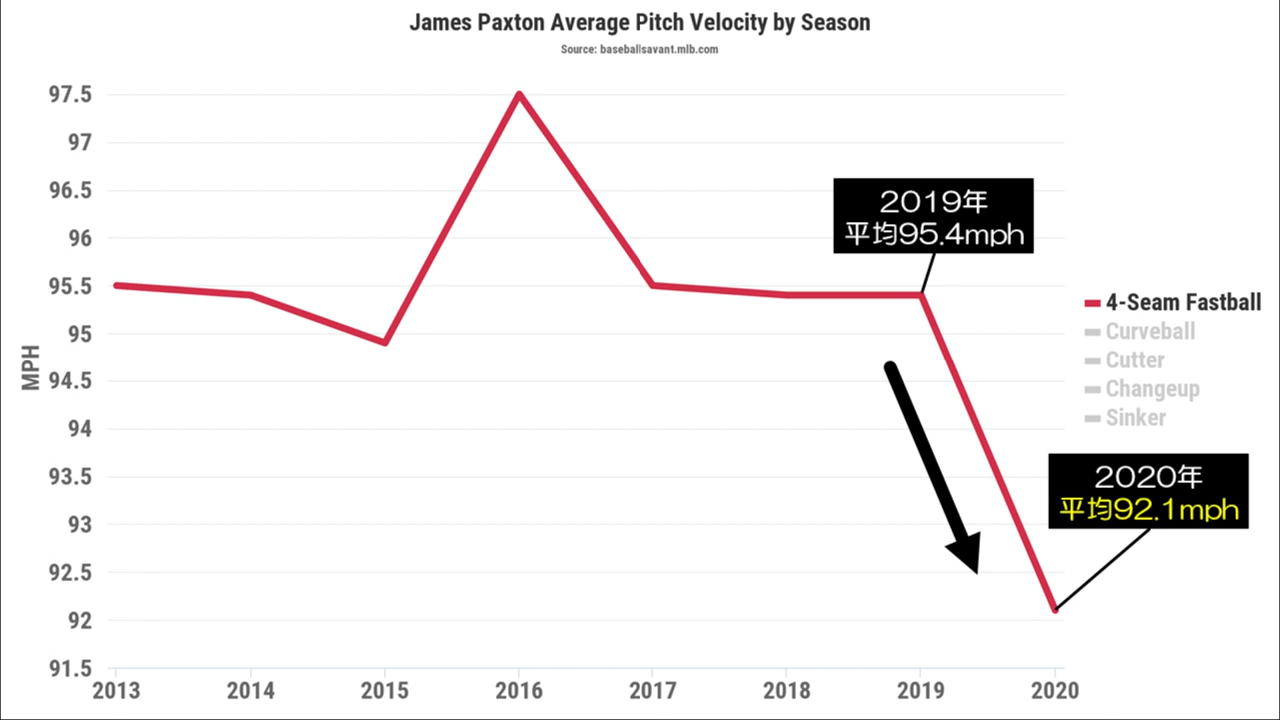 James Paxton Average Pitch Velocity by Season
Source: baseballsavant.mlb.com
97.5
97
96.5
96
95.5
95
94.5
94
93.5
93
92.5
92
91.5
MPH
2013
2014
2015
2016
2017
2018
2019
2020
2019年
平均95.4mph
2020年
平均92.1mph
4-Seam Fastball
Curveball
Cutter
Changeup
Sinker